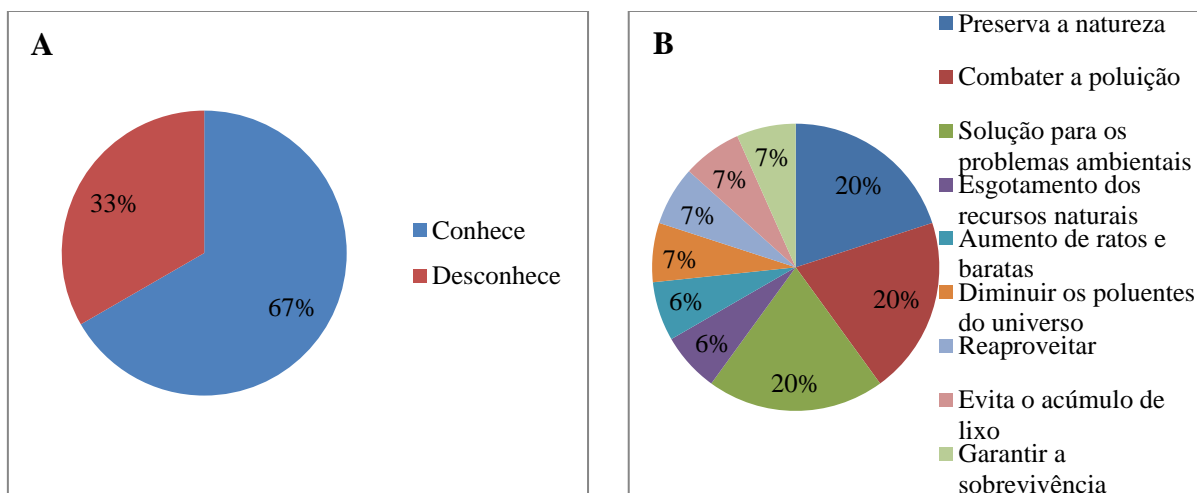 A
33%
67%
Conhece
Desconhece
B
20%
20%
20%
6%
6%
7%
7%
7%
7%
Preserva a natureza
Combater a poluição
Solução para os
problemas ambientais
Esgotamento dos
recursos naturais
Aumento de ratos e
baratas
Diminuir os poluentes
do universo
Reaproveitar
Evita o acúmulo de
lixo
Garantir a
sobrevivência